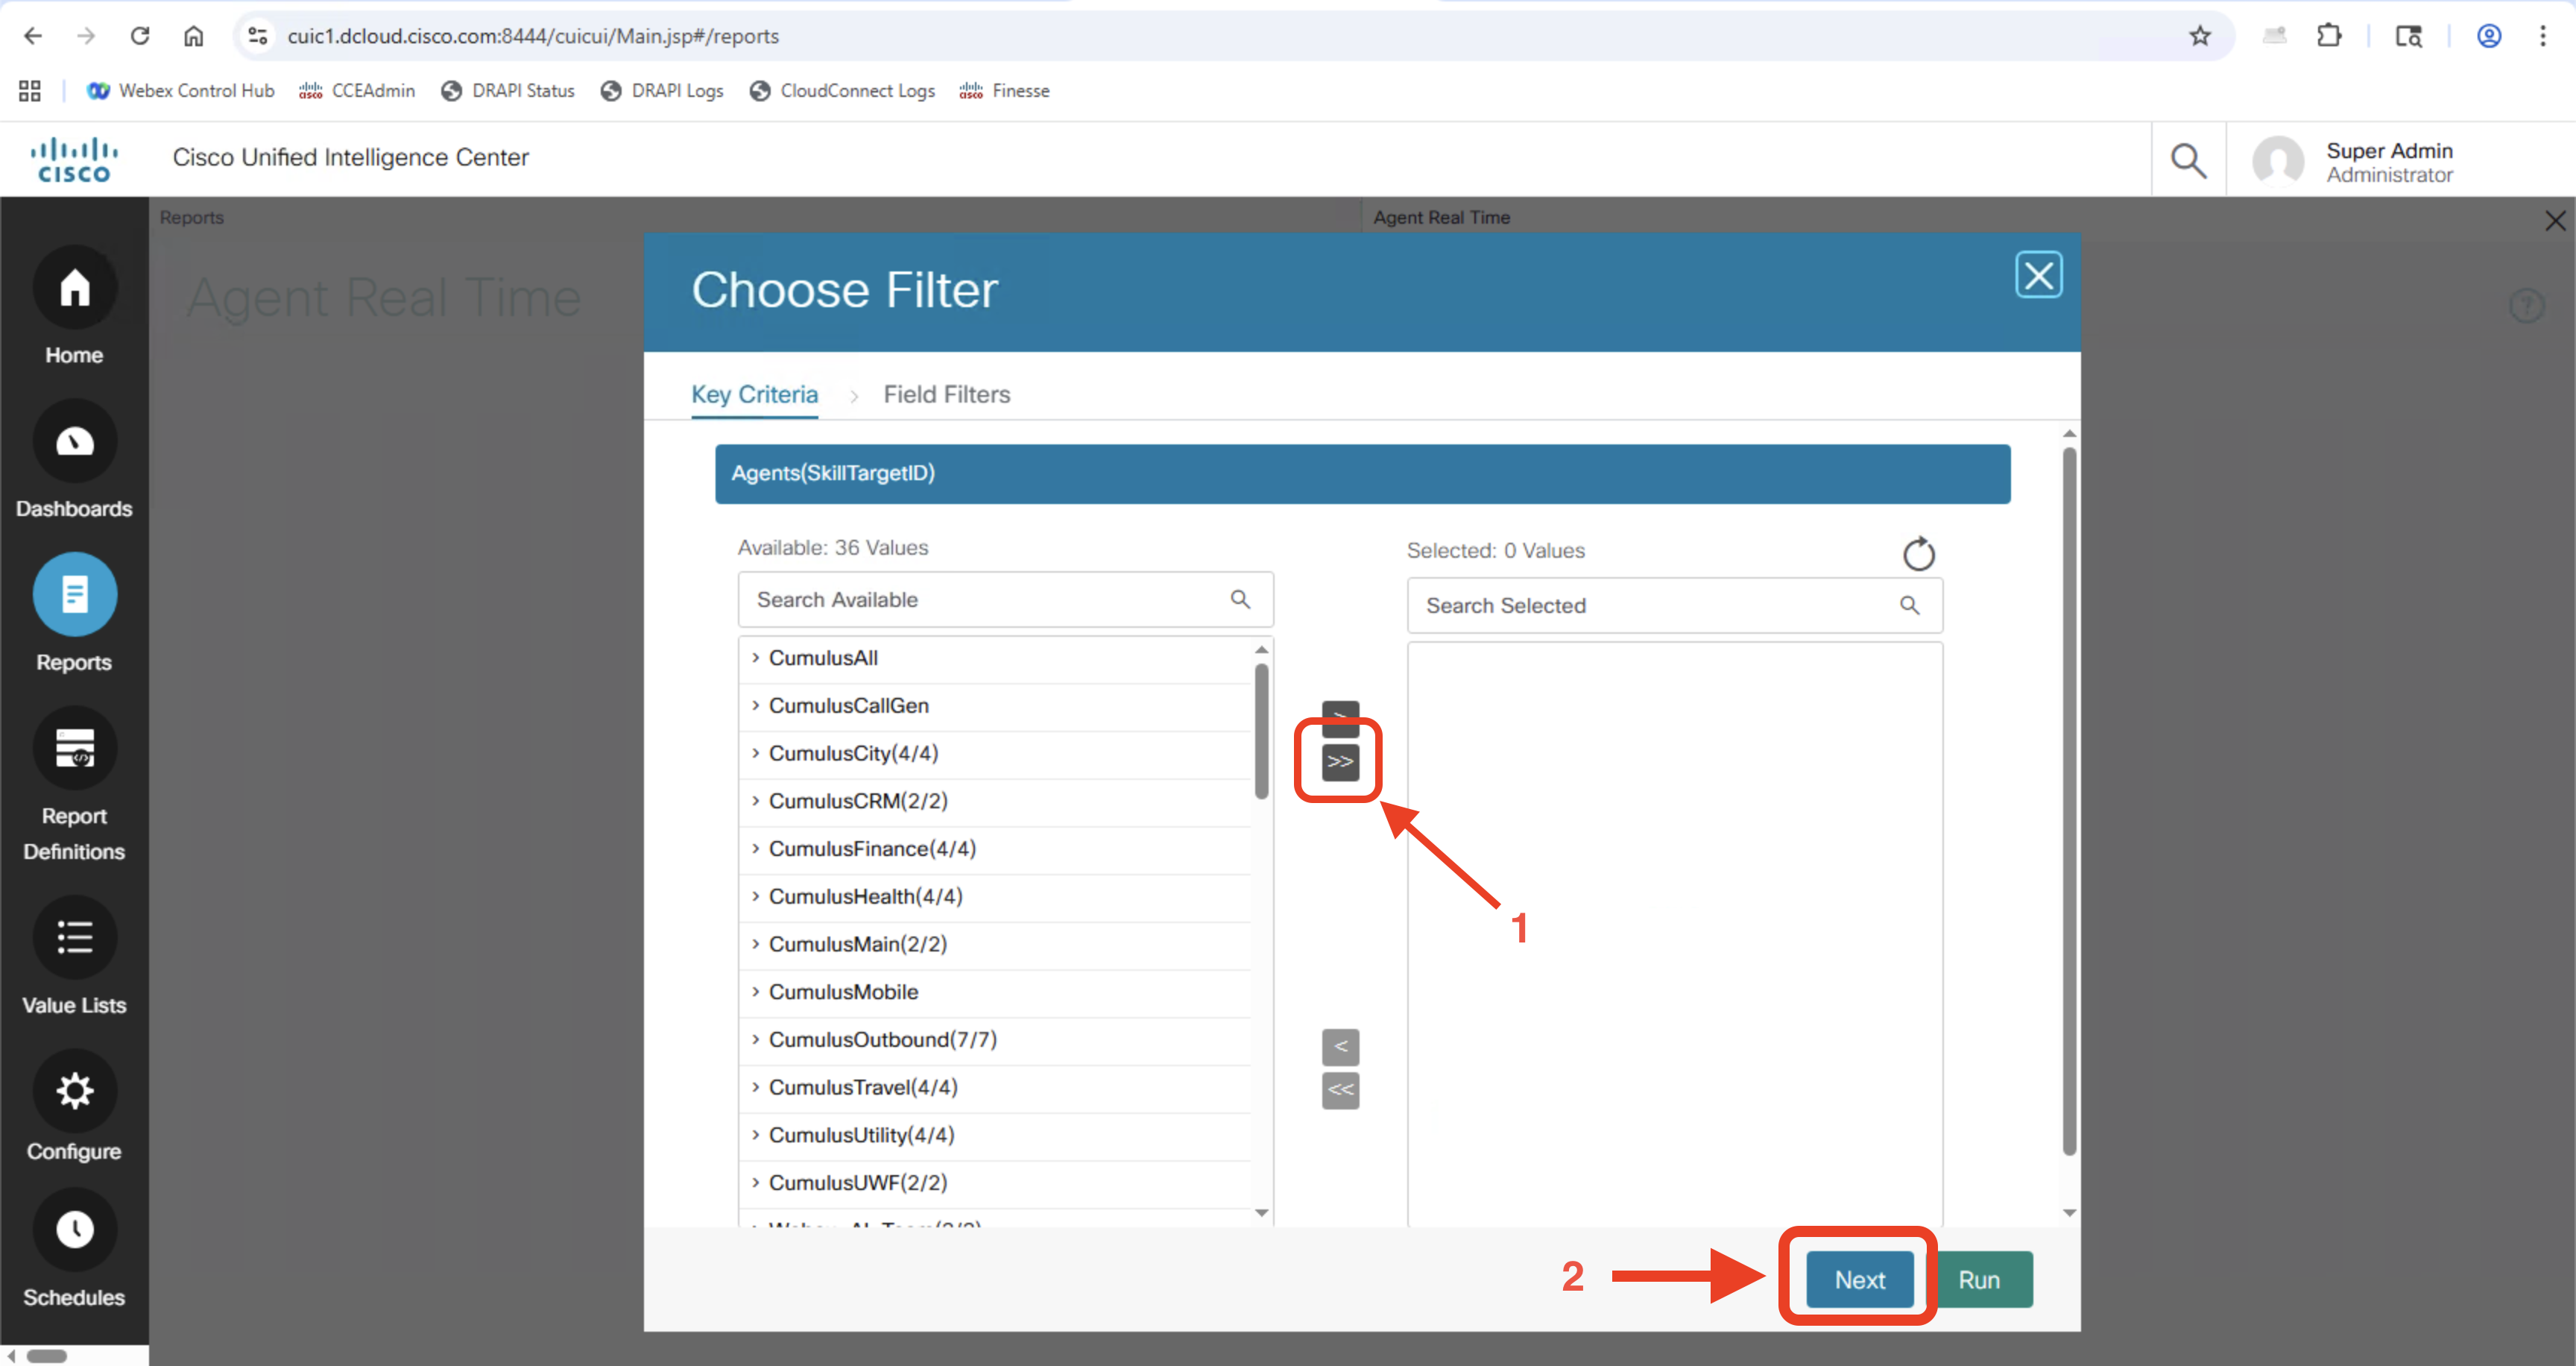 cuic1.dcloud.cisco.com:8444/cuicui/Main.jsp#/reports
Webex Control Hub
CCEAdmin
DRAPI Status
DRAPI Logs
CloudConnect Logs
Finesse
CISCO
Cisco Unified Intelligence Center
Super Admin
Administrator
Reports
Agent Real Time
Agent Real Time
Choose Filter
Home
Dashboards
Reports
Report
Definitions
Value Lists
Configure
Schedules
Key Criteria > Field Filters
Agents(SkillTargetID)
Available: 36 Values
Search Available
> CumulusAll
> CumulusCallGen
> CumulusCity(4/4)
> CumulusCRM(2/2)
> CumulusFinance(4/4)
> CumulusHealth(4/4)
> CumulusMain(2/2)
> CumulusMobile
> CumulusOutbound(7/7)
> CumulusTravel(4/4)
> CumulusUtility(4/4)
> CumulusUWF(2/2)
>
>>
<
<<
Selected: 0 Values
Search Selected
1
2
Next
Run